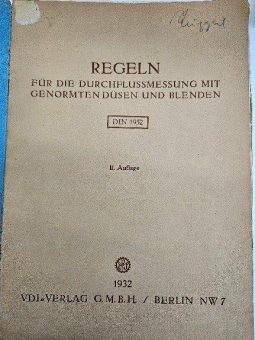 REGELN
FÜR DIE DURCHFLUSSMESSUNG MIT
GENORMTEN DÜSEN UND BLENDEN
DIN 1952
II. Auflage
1932
VDI-VERLAG G.M.B.H. / BERLIN NW 7